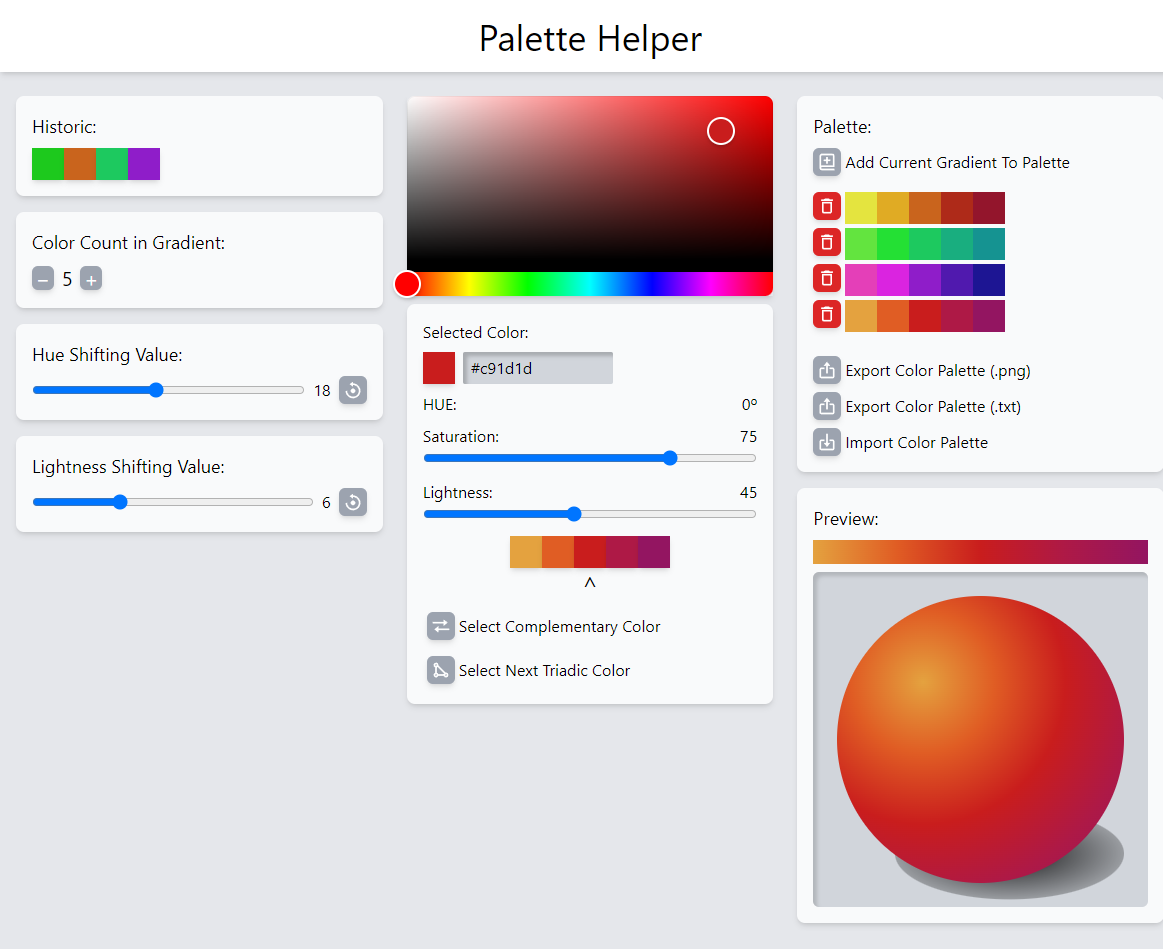 Palette Helper
Historic:
Color Count in Gradient:
5
Hue Shifting Value:
18
Lightness Shifting Value:
6
Selected Color:
#c91d1d
HUE: 0º
Saturation: 75
Lightness: 45
^
Select Complementary Color
Select Next Triadic Color
Palette:
Add Current Gradient To Palette
Export Color Palette (.png)
Export Color Palette (.txt)
Import Color Palette
Preview: